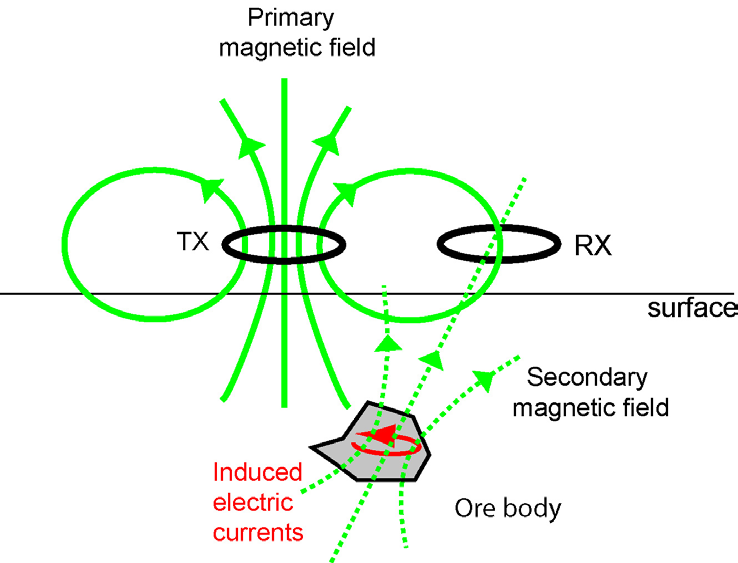 Primary
magnetic field
TX
RX
surface
Secondary
magnetic field
Induced
electric
currents
Ore body